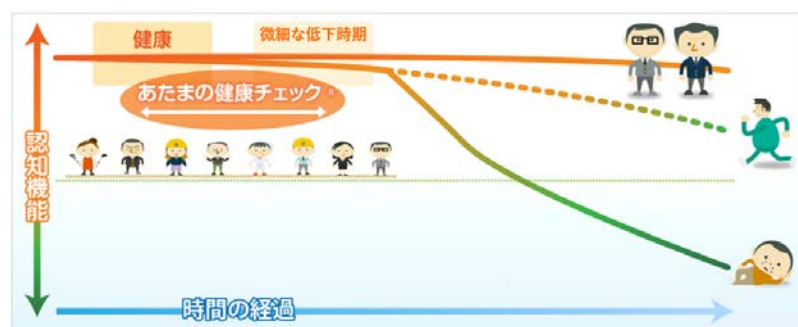 健康
微細な低下時期
あたまの健康チェック®
認知機能
時間の経過